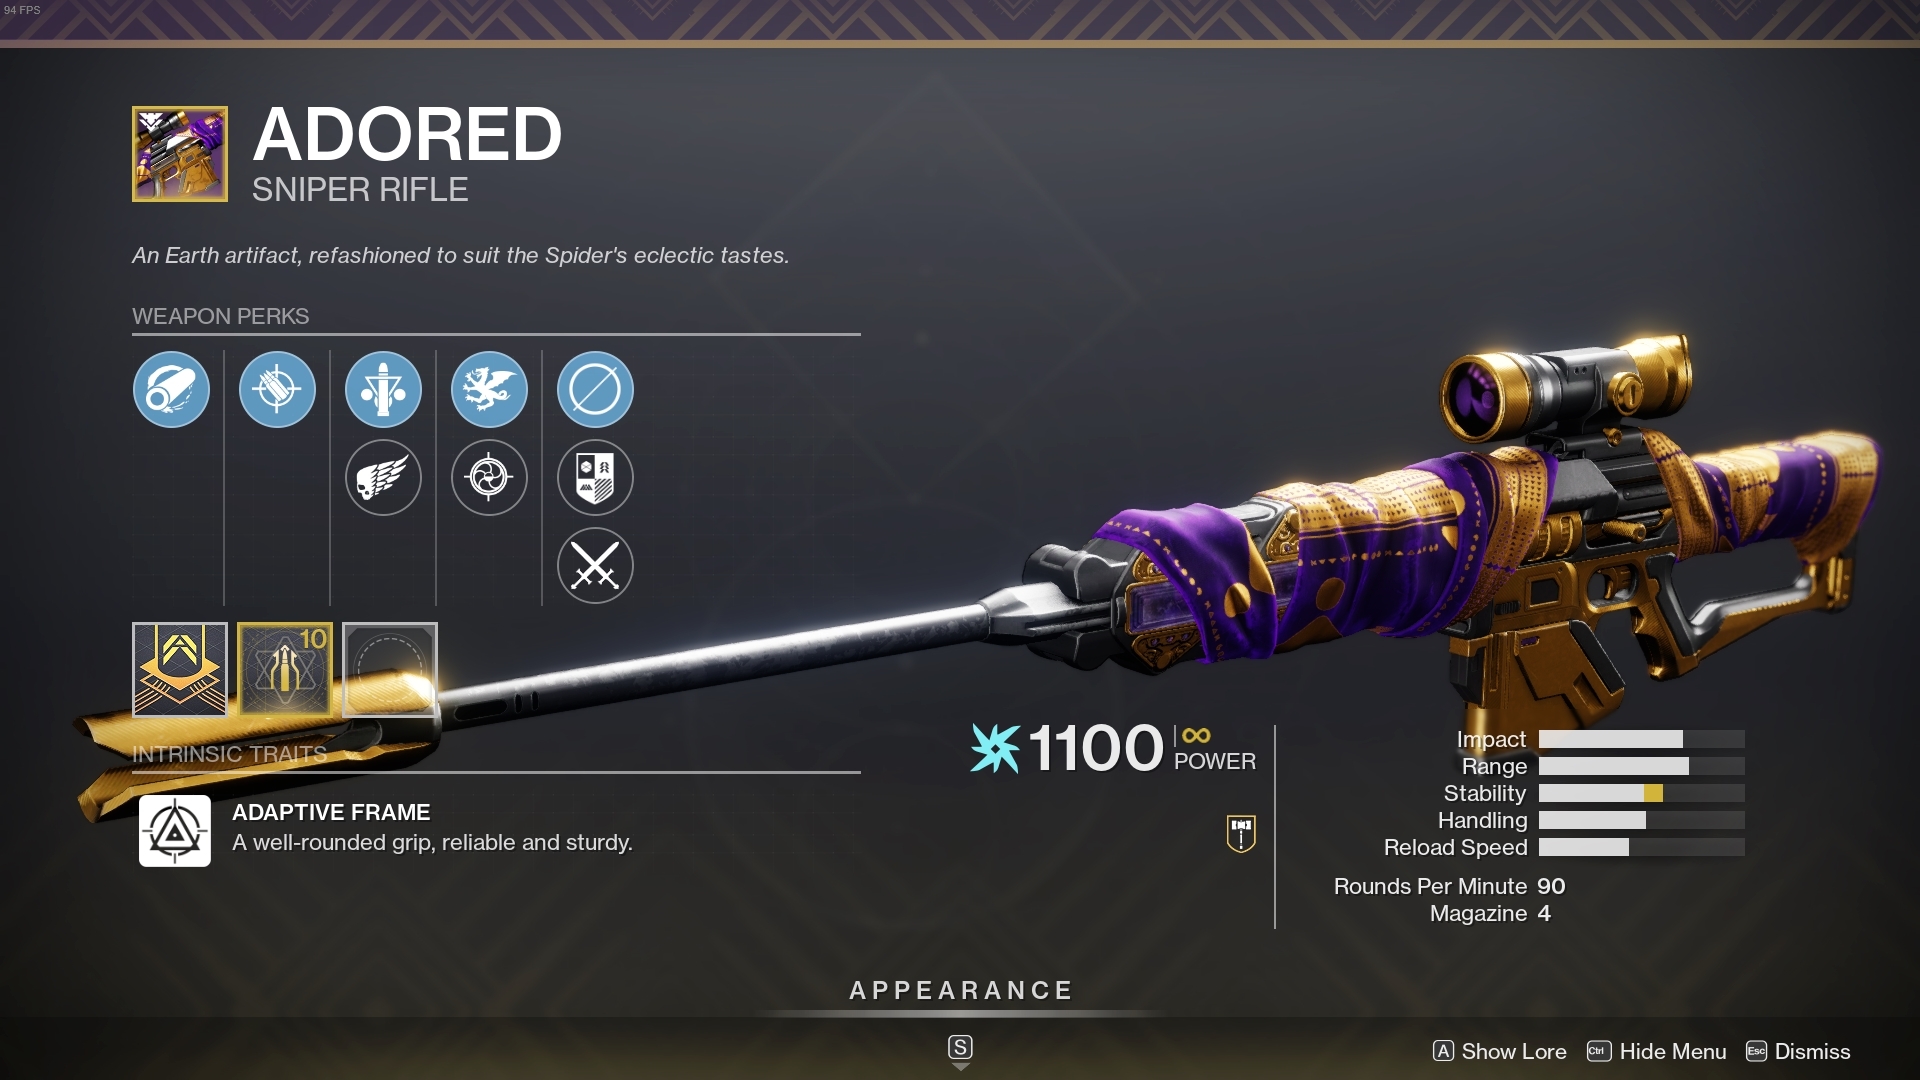 94 FPS
ADORED
SNIPER RIFLE
An Earth artifact, refashioned to suit the Spider's eclectic tastes.
WEAPON PERKS
10
INTRINSIC TRAITS
ADAPTIVE FRAME
A well-rounded grip, reliable and sturdy.
1100 | ∞
POWER
Impact
Range
Stability
Handling
Reload Speed
Rounds Per Minute 90
Magazine 4
APPEARANCE
S
A Show Lore Ctrl Hide Menu Esc Dismiss